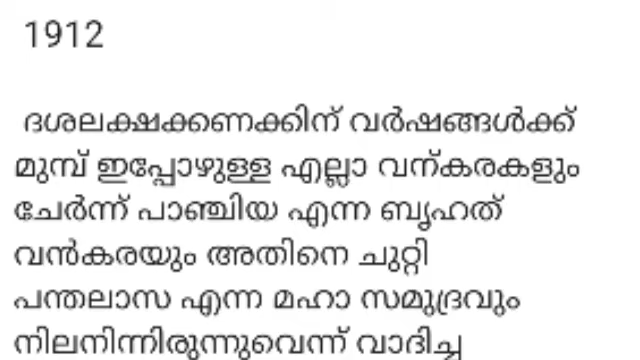 1912
ദശലക്ഷക്കണക്കിന് വർഷങ്ങൾക്ക്
മുമ്പ് ഇപ്പോഴുള്ള എല്ലാ വന്കരകളും
ചേർന്ന് പാഞ്ചിയ എന്ന ബൃഹത്
വൻകരയും അതിനെ ചുറ്റി
പന്തലാസ എന്ന മഹാ സമുദ്രവും
നിലനിന്നിരുന്നുവെന്ന് വാദിച്ച